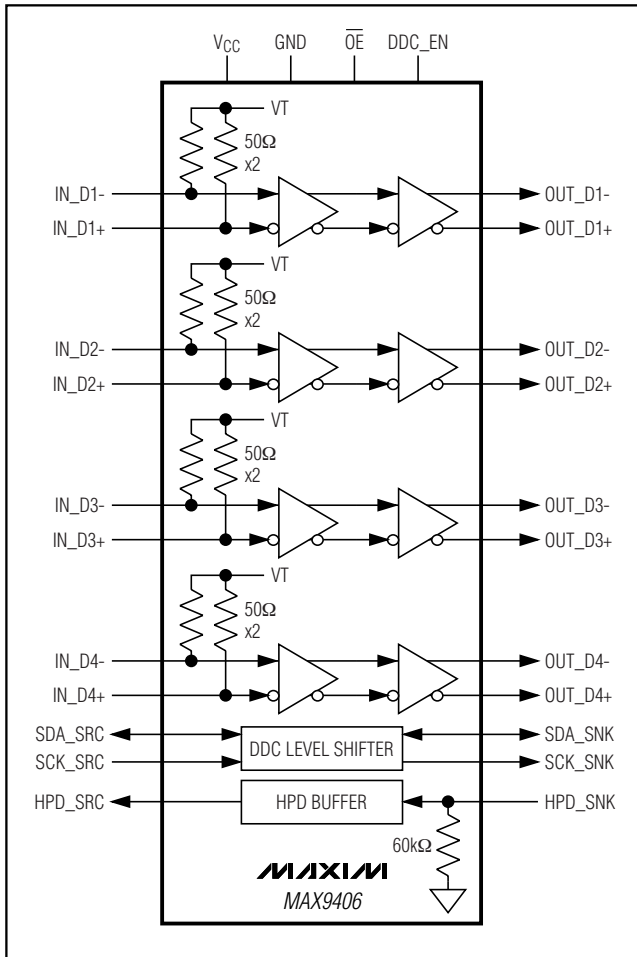 VCC GND OE DDC_EN
VT
50Ω
x2
IN_D1- OUT_D1-
IN_D1+ OUT_D1+
VT
50Ω
x2
IN_D2- OUT_D2-
IN_D2+ OUT_D2+
VT
50Ω
x2
IN_D3- OUT_D3-
IN_D3+ OUT_D3+
VT
50Ω
x2
IN_D4- OUT_D4-
IN_D4+ OUT_D4+
SDA_SRC DDC LEVEL SHIFTER SDA_SNK
SCK_SRC SCK_SNK
HPD_SRC HPD BUFFER HPD_SNK
60kΩ
MAXIM
MAX9406